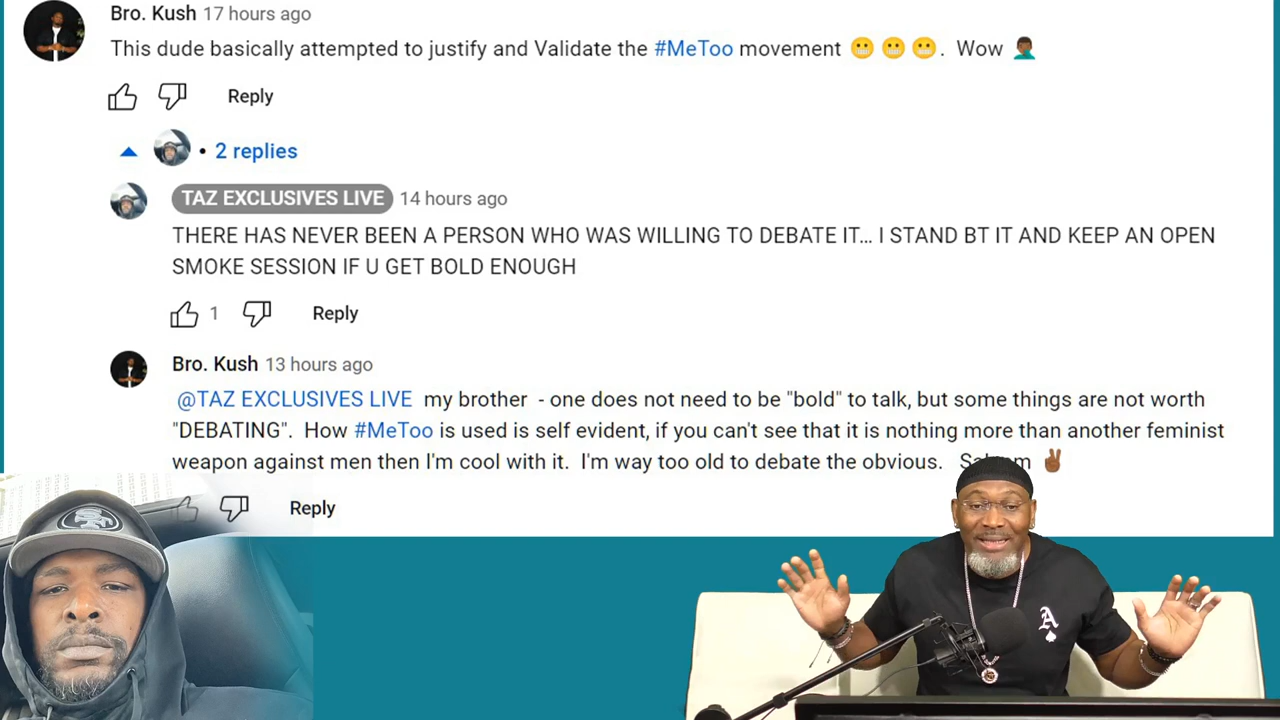 Bro. Kush 17 hours ago
This dude basically attempted to justify and Validate the #MeToo movement 😬 😬 😬. Wow 🤦🏾‍♂️
Reply
• 2 replies
TAZ EXCLUSIVES LIVE 14 hours ago
THERE HAS NEVER BEEN A PERSON WHO WAS WILLING TO DEBATE IT... I STAND BT IT AND KEEP AN OPEN
SMOKE SESSION IF U GET BOLD ENOUGH
1 Reply
Bro. Kush 13 hours ago
@TAZ EXCLUSIVES LIVE my brother - one does not need to be "bold" to talk, but some things are not worth
"DEBATING". How #MeToo is used is self evident, if you can't see that it is nothing more than another feminist
weapon against men then I'm cool with it. I'm way too old to debate the obvious. ✌🏾
Reply
A